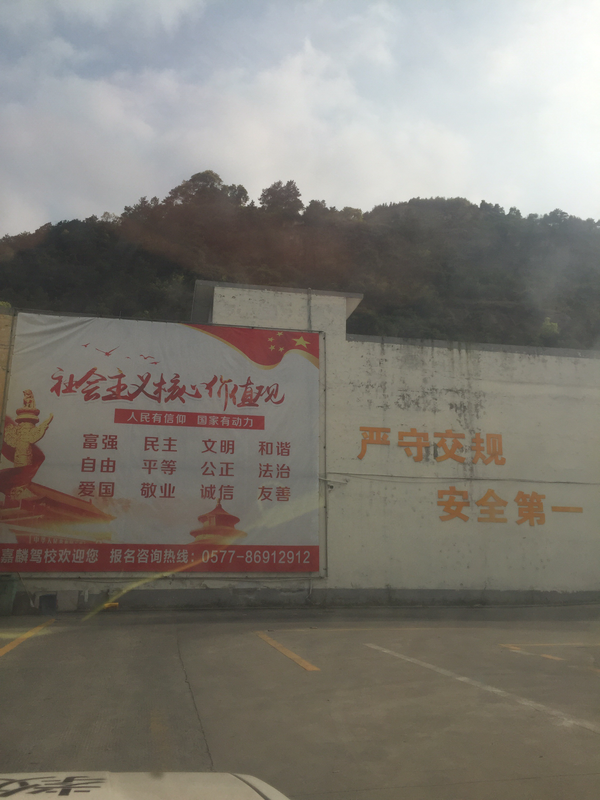 社会主义核心价值观
人民有信仰 国家有动力
富强 民主 文明 和谐
自由 平等 公正 法治
爱国 敬业 诚信 友善
嘉麟驾校欢迎您 报名咨询热线：0577-86912912
严守交规
安全第一